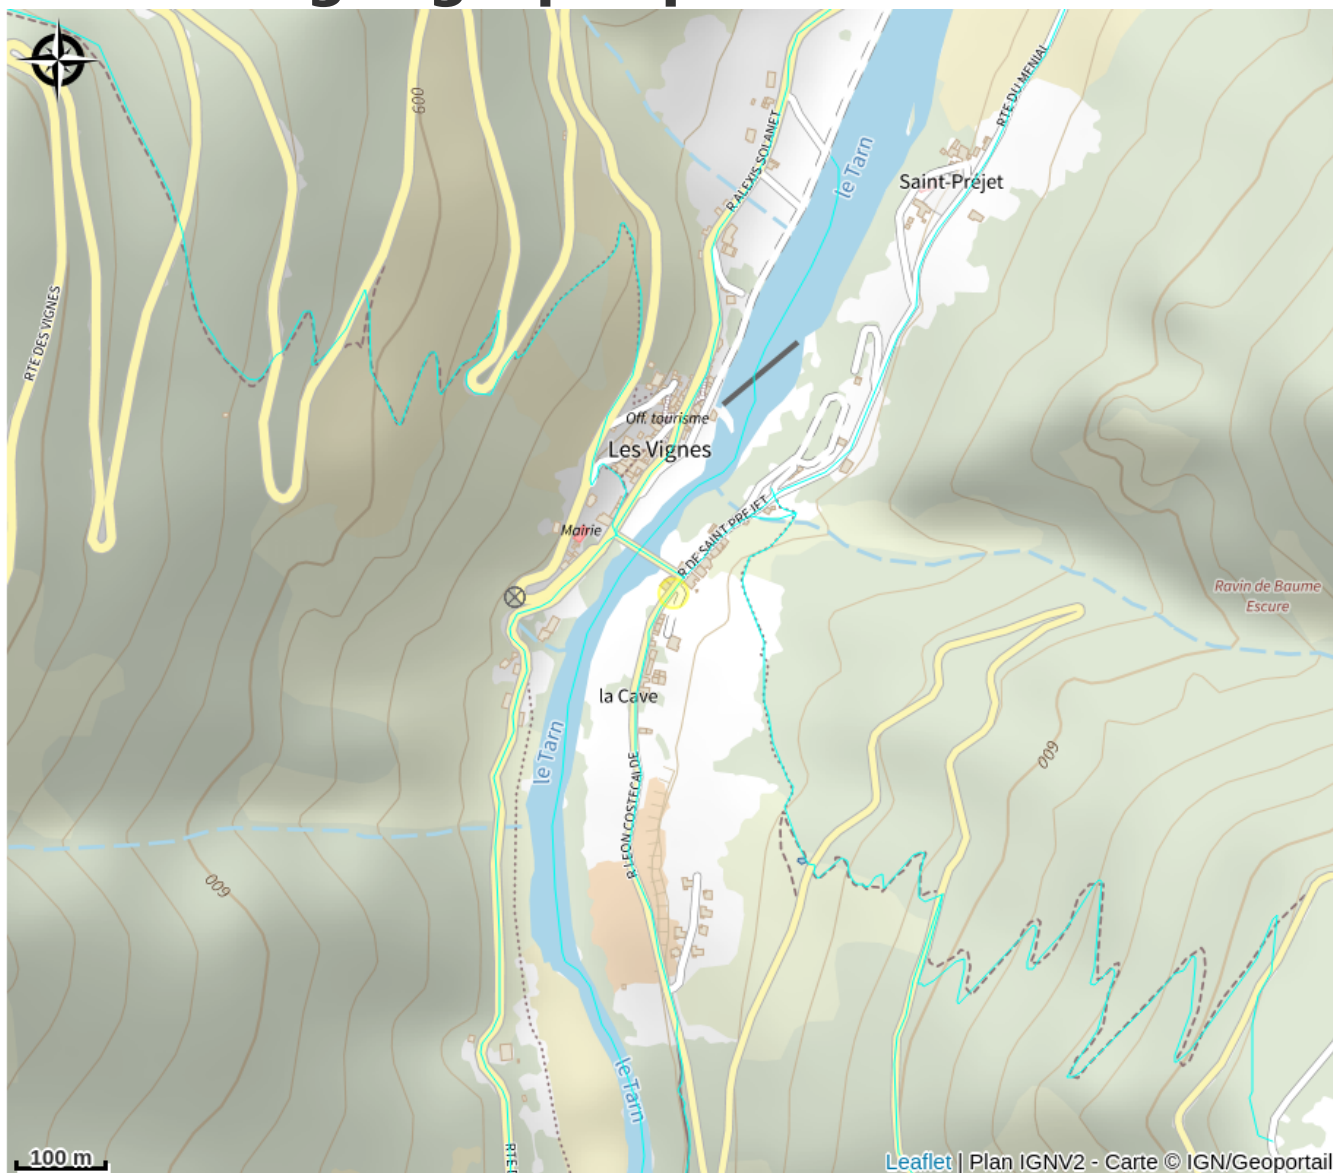 600
RTE DU MENIAL
R ALEXIS SOLANET
le Tarn
Saint-Préjet
RTE DES VIGNES
Off. tourisme
Les Vignes
Mairie
R DE SAINT-PREJET
Ravin de Baume
Escure
la Cave
le Tarn
600
R LEON COSTECALDE
600
le Tarn
100 m
Leaflet | Plan IGNV2 - Carte © IGN/Geoportail